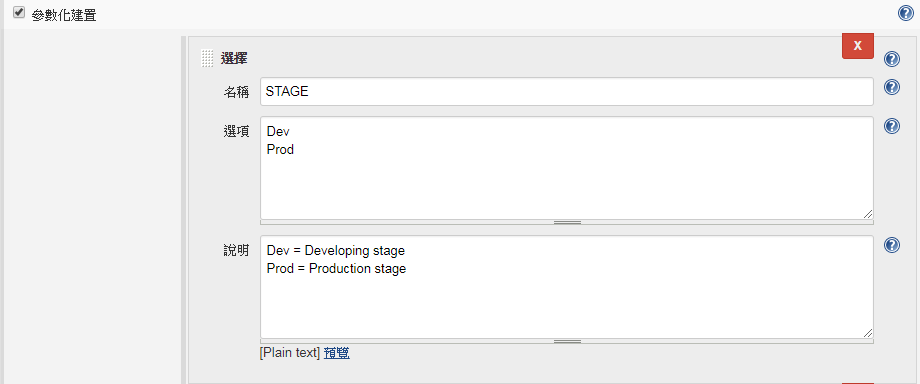 參數化建置
X
選擇
名稱 STAGE
選項 Dev
Prod
說明 Dev = Developing stage
Prod = Production stage
[Plain text] 預覽